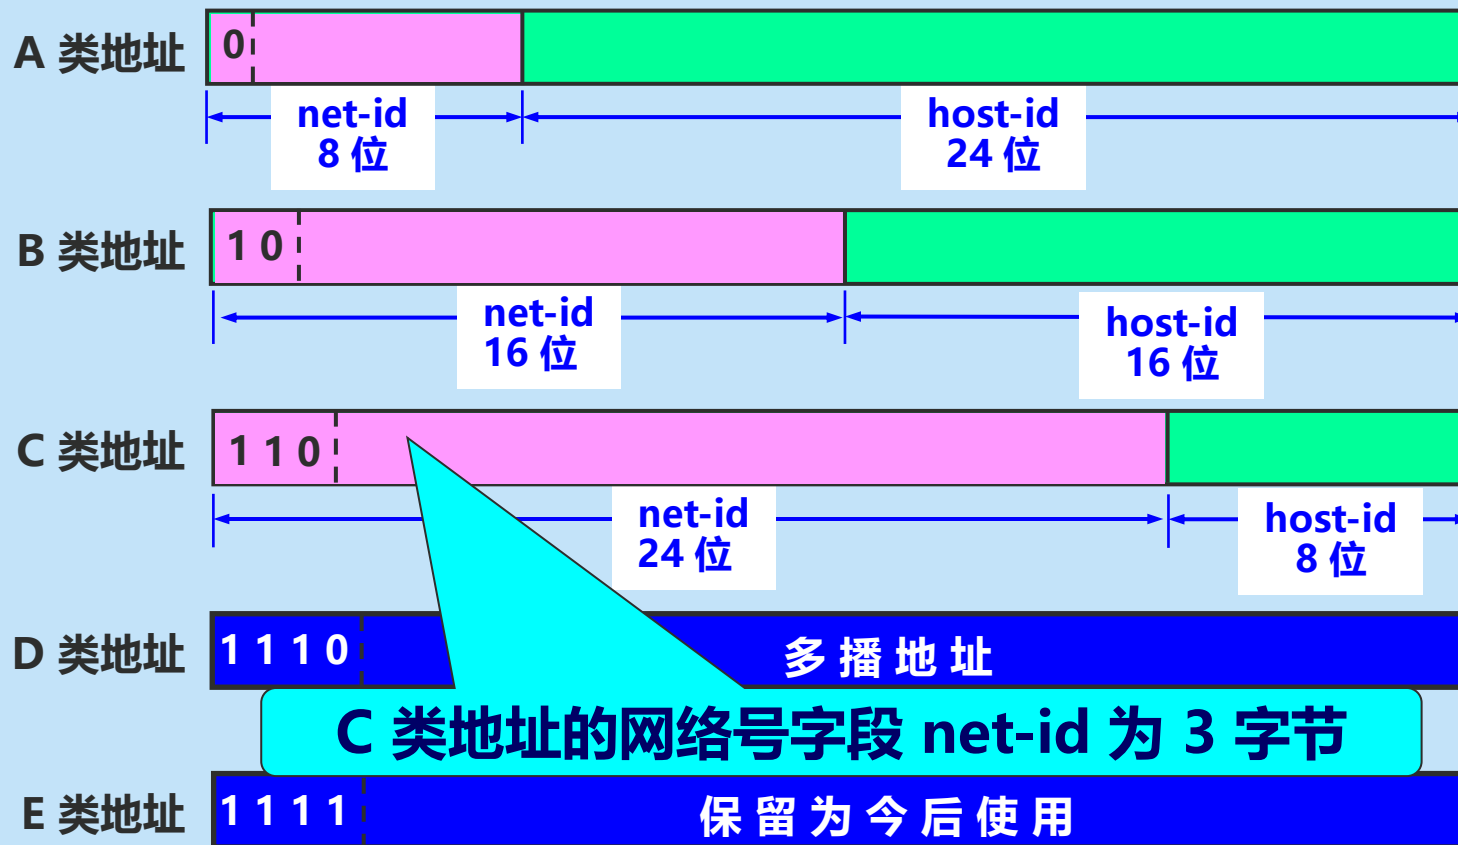 A 类地址
0
net-id
8 位
host-id
24 位
B 类地址
1 0
net-id
16 位
host-id
16 位
C 类地址
1 1 0
net-id
24 位
host-id
8 位
D 类地址
1 1 1 0
多 播 地 址
C 类地址的网络号字段 net-id 为 3 字节
E 类地址
1 1 1 1
保 留 为 今 后 使 用